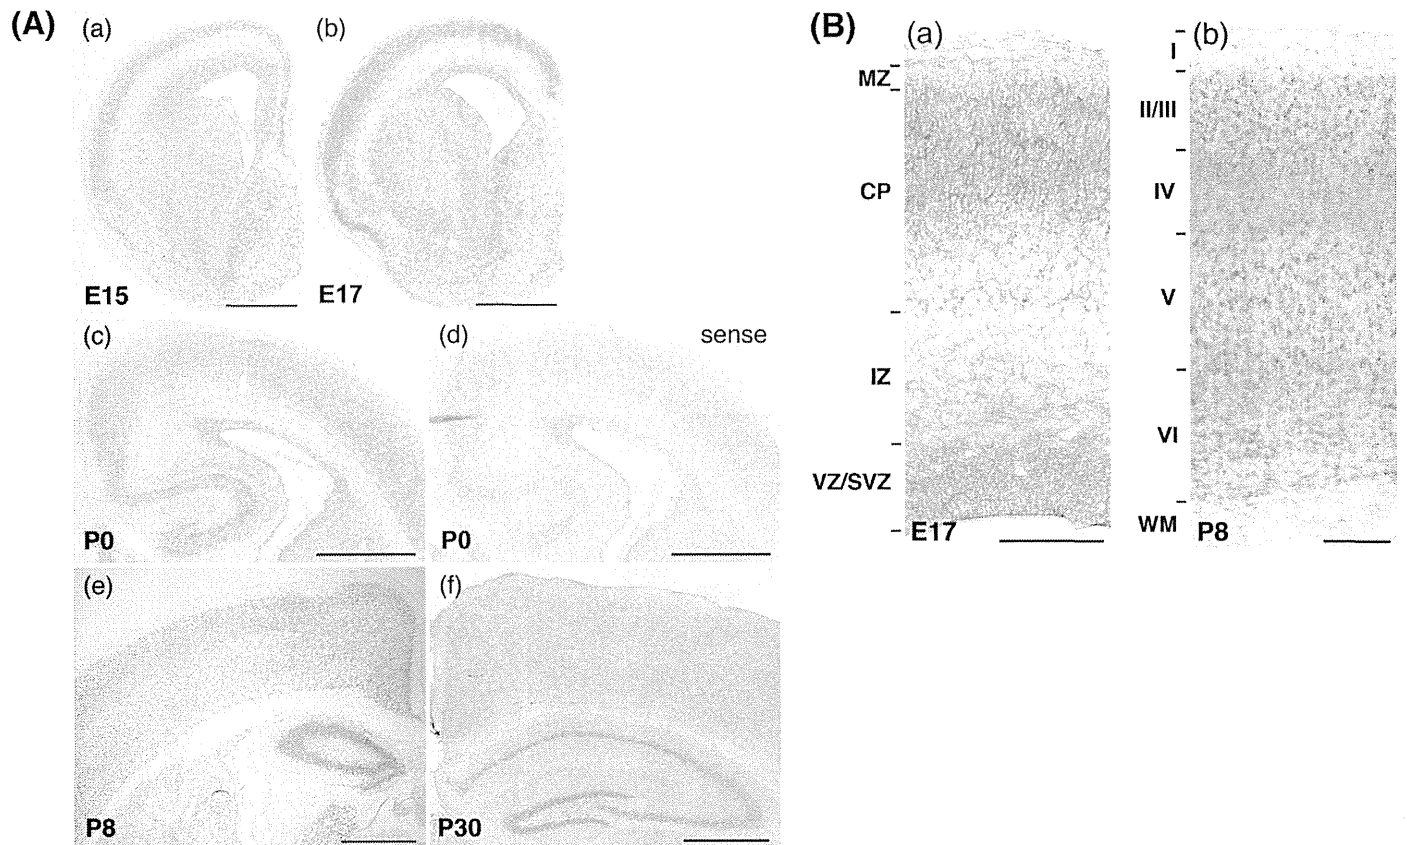 (A)
(a)
(b)
E15
E17
(c)
(d)
sense
P0
P0
(e)
(f)
P8
P30
(B)
(a)
(b)
MZ
CP
IZ
VZ/SVZ
E17
I
II/III
IV
V
VI
WM
P8